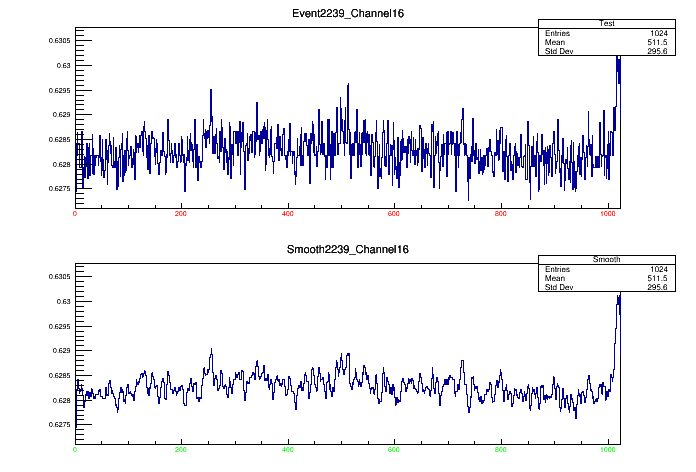 Event2239_Channel16
Test
Entries 1024
Mean 511.5
Std Dev 295.6
0.6305
0.63
0.6295
0.629
0.6285
0.628
0.6275
0 200 400 600 800 1000
Smooth2239_Channel16
Smooth
Entries 1024
Mean 511.5
Std Dev 295.6
0.6305
0.63
0.6295
0.629
0.6285
0.628
0.6275
0 200 400 600 800 1000